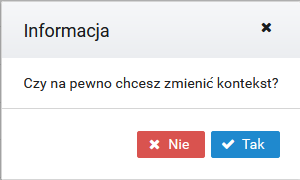 Informacja
Czy na pewno chcesz zmienić kontekst?
Nie
Tak